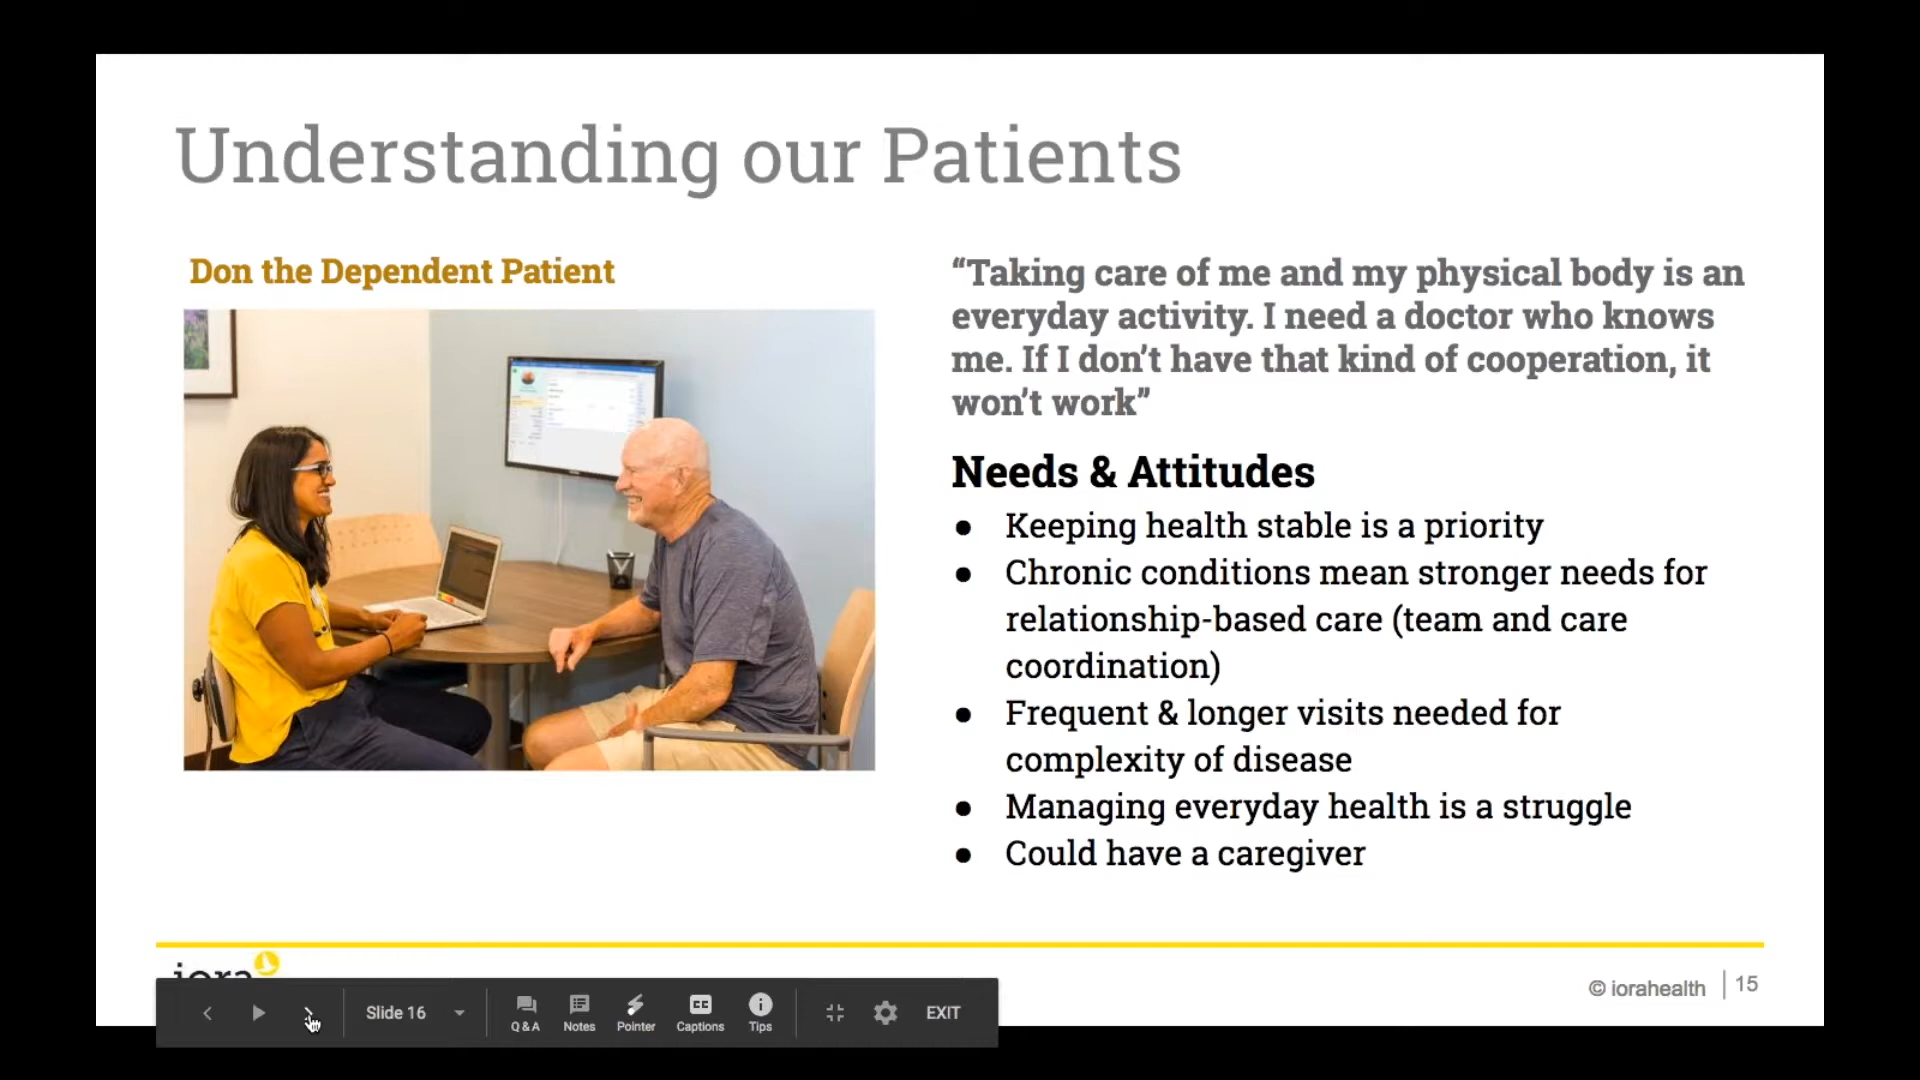 Understanding our Patients
Don the Dependent Patient
“Taking care of me and my physical body is an
everyday activity. I need a doctor who knows
me. If I don’t have that kind of cooperation, it
won’t work”
Needs & Attitudes
● Keeping health stable is a priority
● Chronic conditions mean stronger needs for
relationship-based care (team and care
coordination)
● Frequent & longer visits needed for
complexity of disease
● Managing everyday health is a struggle
● Could have a caregiver
iora
© iorahealth | 15
Slide 16
Q & A
Notes
Pointer
CC
Captions
Tips
EXIT